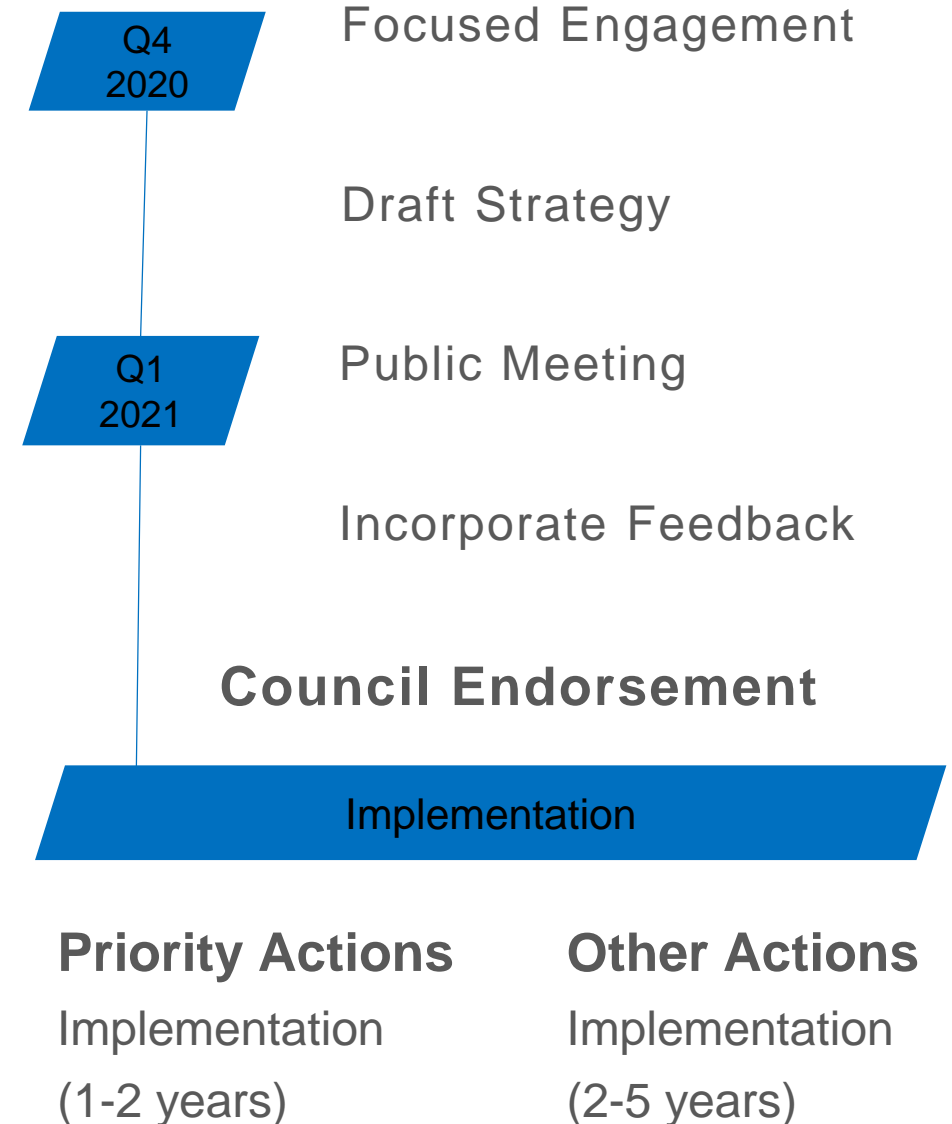 Q4
2020
Focused Engagement
Draft Strategy
Q1
2021
Public Meeting
Incorporate Feedback
Council Endorsement
Implementation
Priority Actions
Implementation
(1-2 years)
Other Actions
Implementation
(2-5 years)